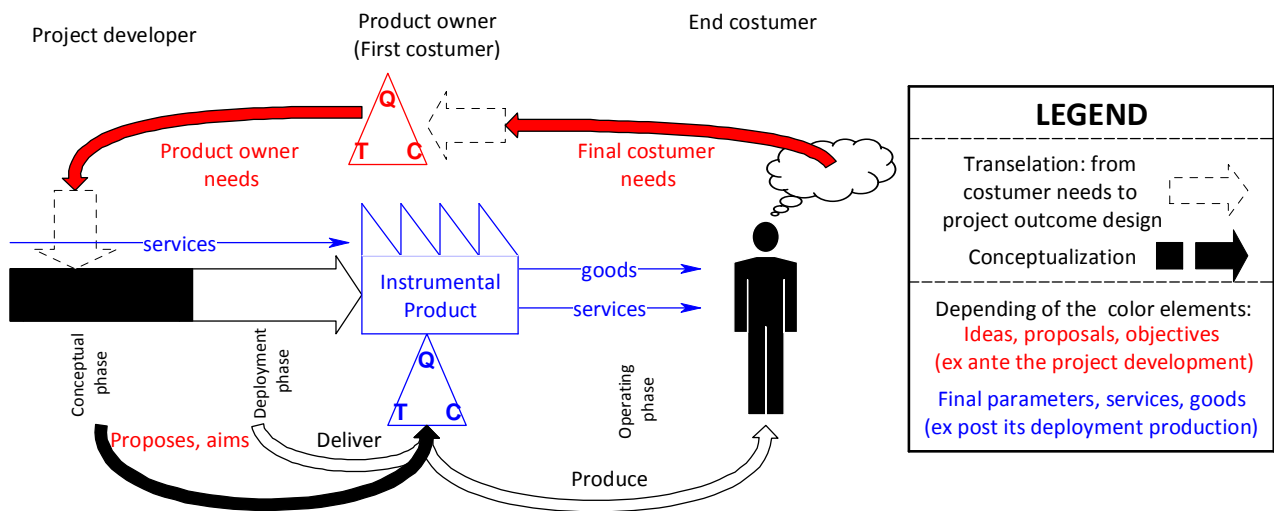 Project developer
Product owner
(First costumer)
End costumer
Q
T C
Product owner
needs
Final costumer
needs
services
Instrumental
Product
goods
services
Q
T C
Conceptual
phase
Deployment
phase
Operating
phase
Proposes, aims
Deliver
Produce
LEGEND
Transelation: from
costumer needs to
project outcome design
Conceptualization
Depending of the color elements:
Ideas, proposals, objectives
(ex ante the project development)
Final parameters, services, goods
(ex post its deployment production)